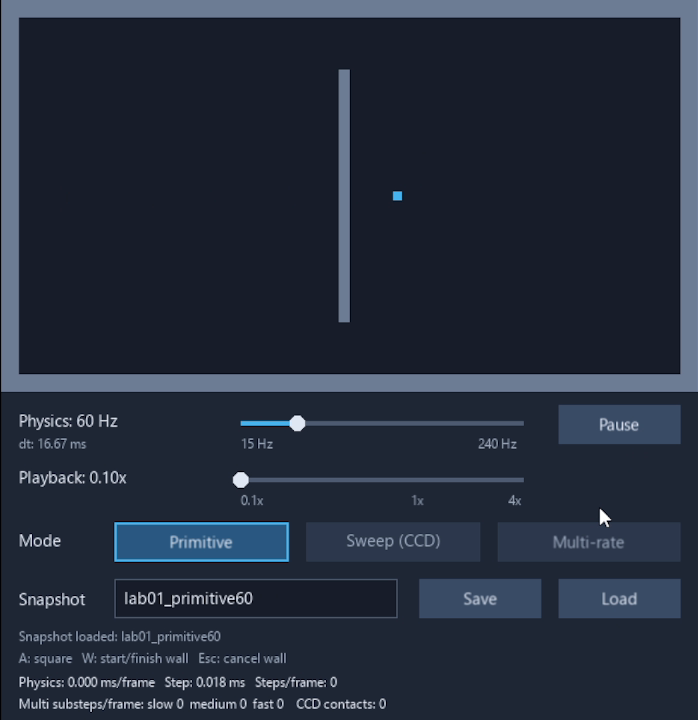 Physics: 60 Hz
dt: 16.67 ms
15 Hz
240 Hz
Pause
Playback: 0.10x
0.1x
1x
4x
Mode
Primitive
Sweep (CCD)
Multi-rate
Snapshot
lab01_primitive60
Save
Load
Snapshot loaded: lab01_primitive60
A: square W: start/finish wall Esc: cancel wall
Physics: 0.000 ms/frame Step: 0.018 ms Steps/frame: 0
Multi substeps/frame: slow 0 medium 0 fast 0 CCD contacts: 0